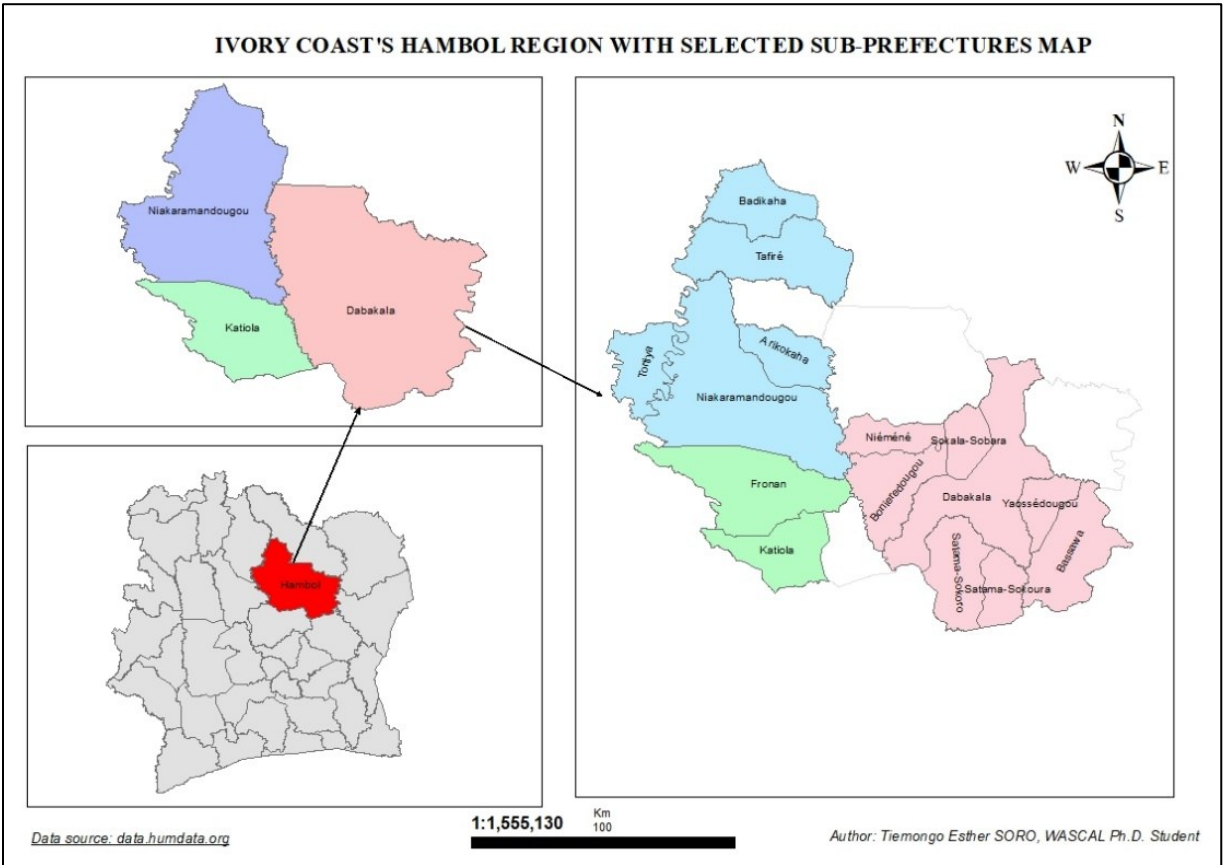 IVORY COAST'S HAMBOL REGION WITH SELECTED SUB-PREFECTURES MAP
Niakaramandougou
Katiola
Dabakala
Hambol
N
W
E
S
Badikaha
Tafiré
Tortiya
Arikokaha
Niakaramandougou
Fronan
Katiola
Niéméné
Sokala-Sobara
Bonieredougou
Dabakala
Yaossédougou
Bassawa
Satama-Sokoro
Satama-Sokoura
Data source: data.humdata.org
1:1,555,130
Km
100
Author: Tiemongo Esther SORO, WASCAL Ph.D. Student